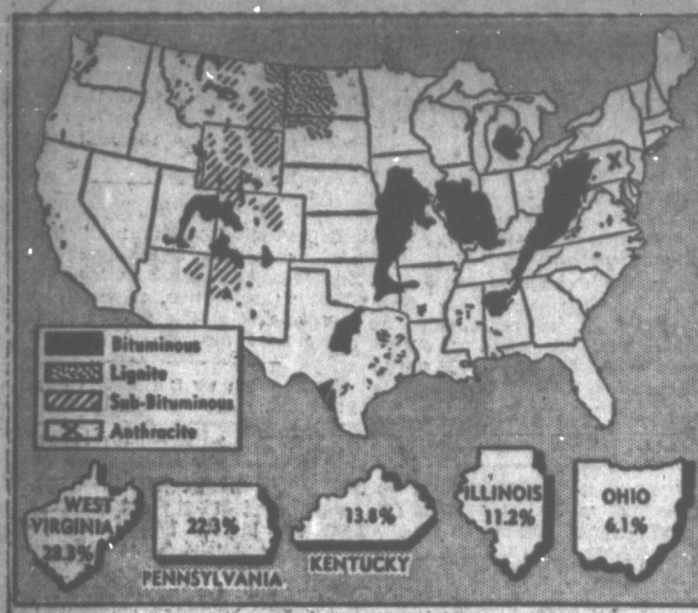 Bituminous
Lignite
Sub-Bituminous
Anthracite
WEST
VIRGINIA
28.3%
22.3%
PENNSYLVANIA
13.8%
KENTUCKY
ILLINOIS
11.2%
OHIO
6.1%